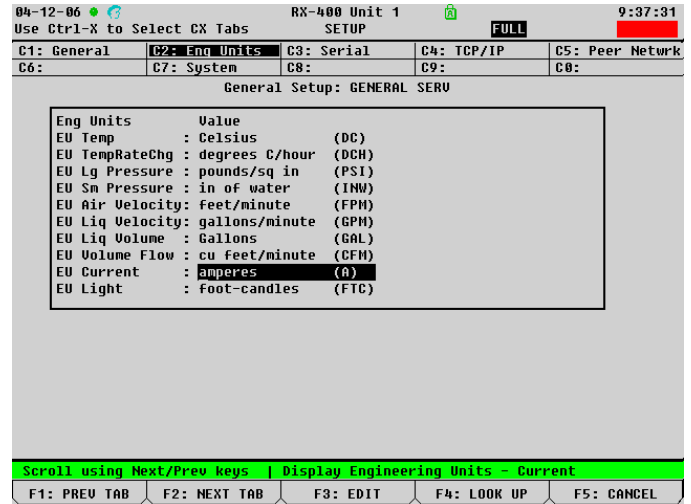 04-12-06 RX-400 Unit 1 9:37:31
Use Ctrl-X to Select CX Tabs SETUP FULL
C1: General C2: Eng Units C3: Serial C4: TCP/IP C5: Peer Netwrk
C6: C7: System C8: C9: C0:
General Setup: GENERAL SERV
Eng Units Value
EU Temp : Celsius (DC)
EU TempRateChg : degrees C/hour (DCH)
EU Lg Pressure : pounds/sq in (PSI)
EU Sm Pressure : in of water (INW)
EU Air Velocity: feet/minute (FPM)
EU Liq Velocity: gallons/minute (GPM)
EU Liq Volume : Gallons (GAL)
EU Volume Flow : cu feet/minute (CFM)
EU Current : amperes (A)
EU Light : foot-candles (FTC)
Scroll using Next/Prev keys | Display Engineering Units - Current
F1: PREV TAB F2: NEXT TAB F3: EDIT F4: LOOK UP F5: CANCEL